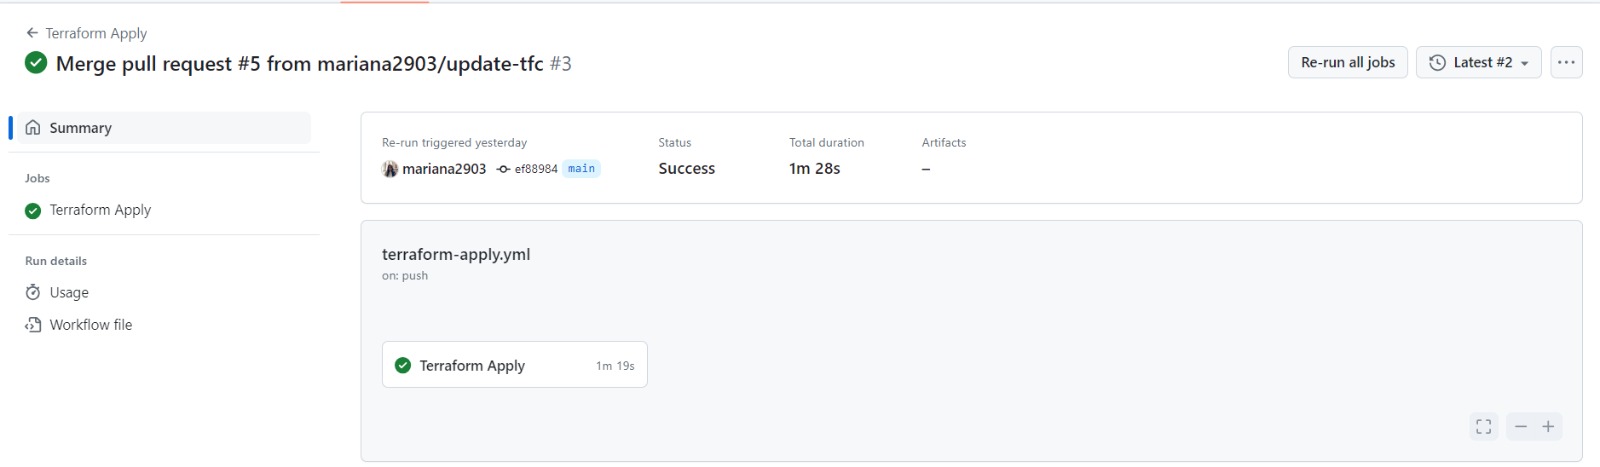 Terraform Apply
Merge pull request #5 from mariana2903/update-tfc #3
Re-run all jobs
Latest #2
Summary
Jobs
Terraform Apply
Run details
Usage
Workflow file
Re-run triggered yesterday
mariana2903 ef88984 main
Status
Success
Total duration
1m 28s
Artifacts
–
terraform-apply.yml
on: push
Terraform Apply 1m 19s